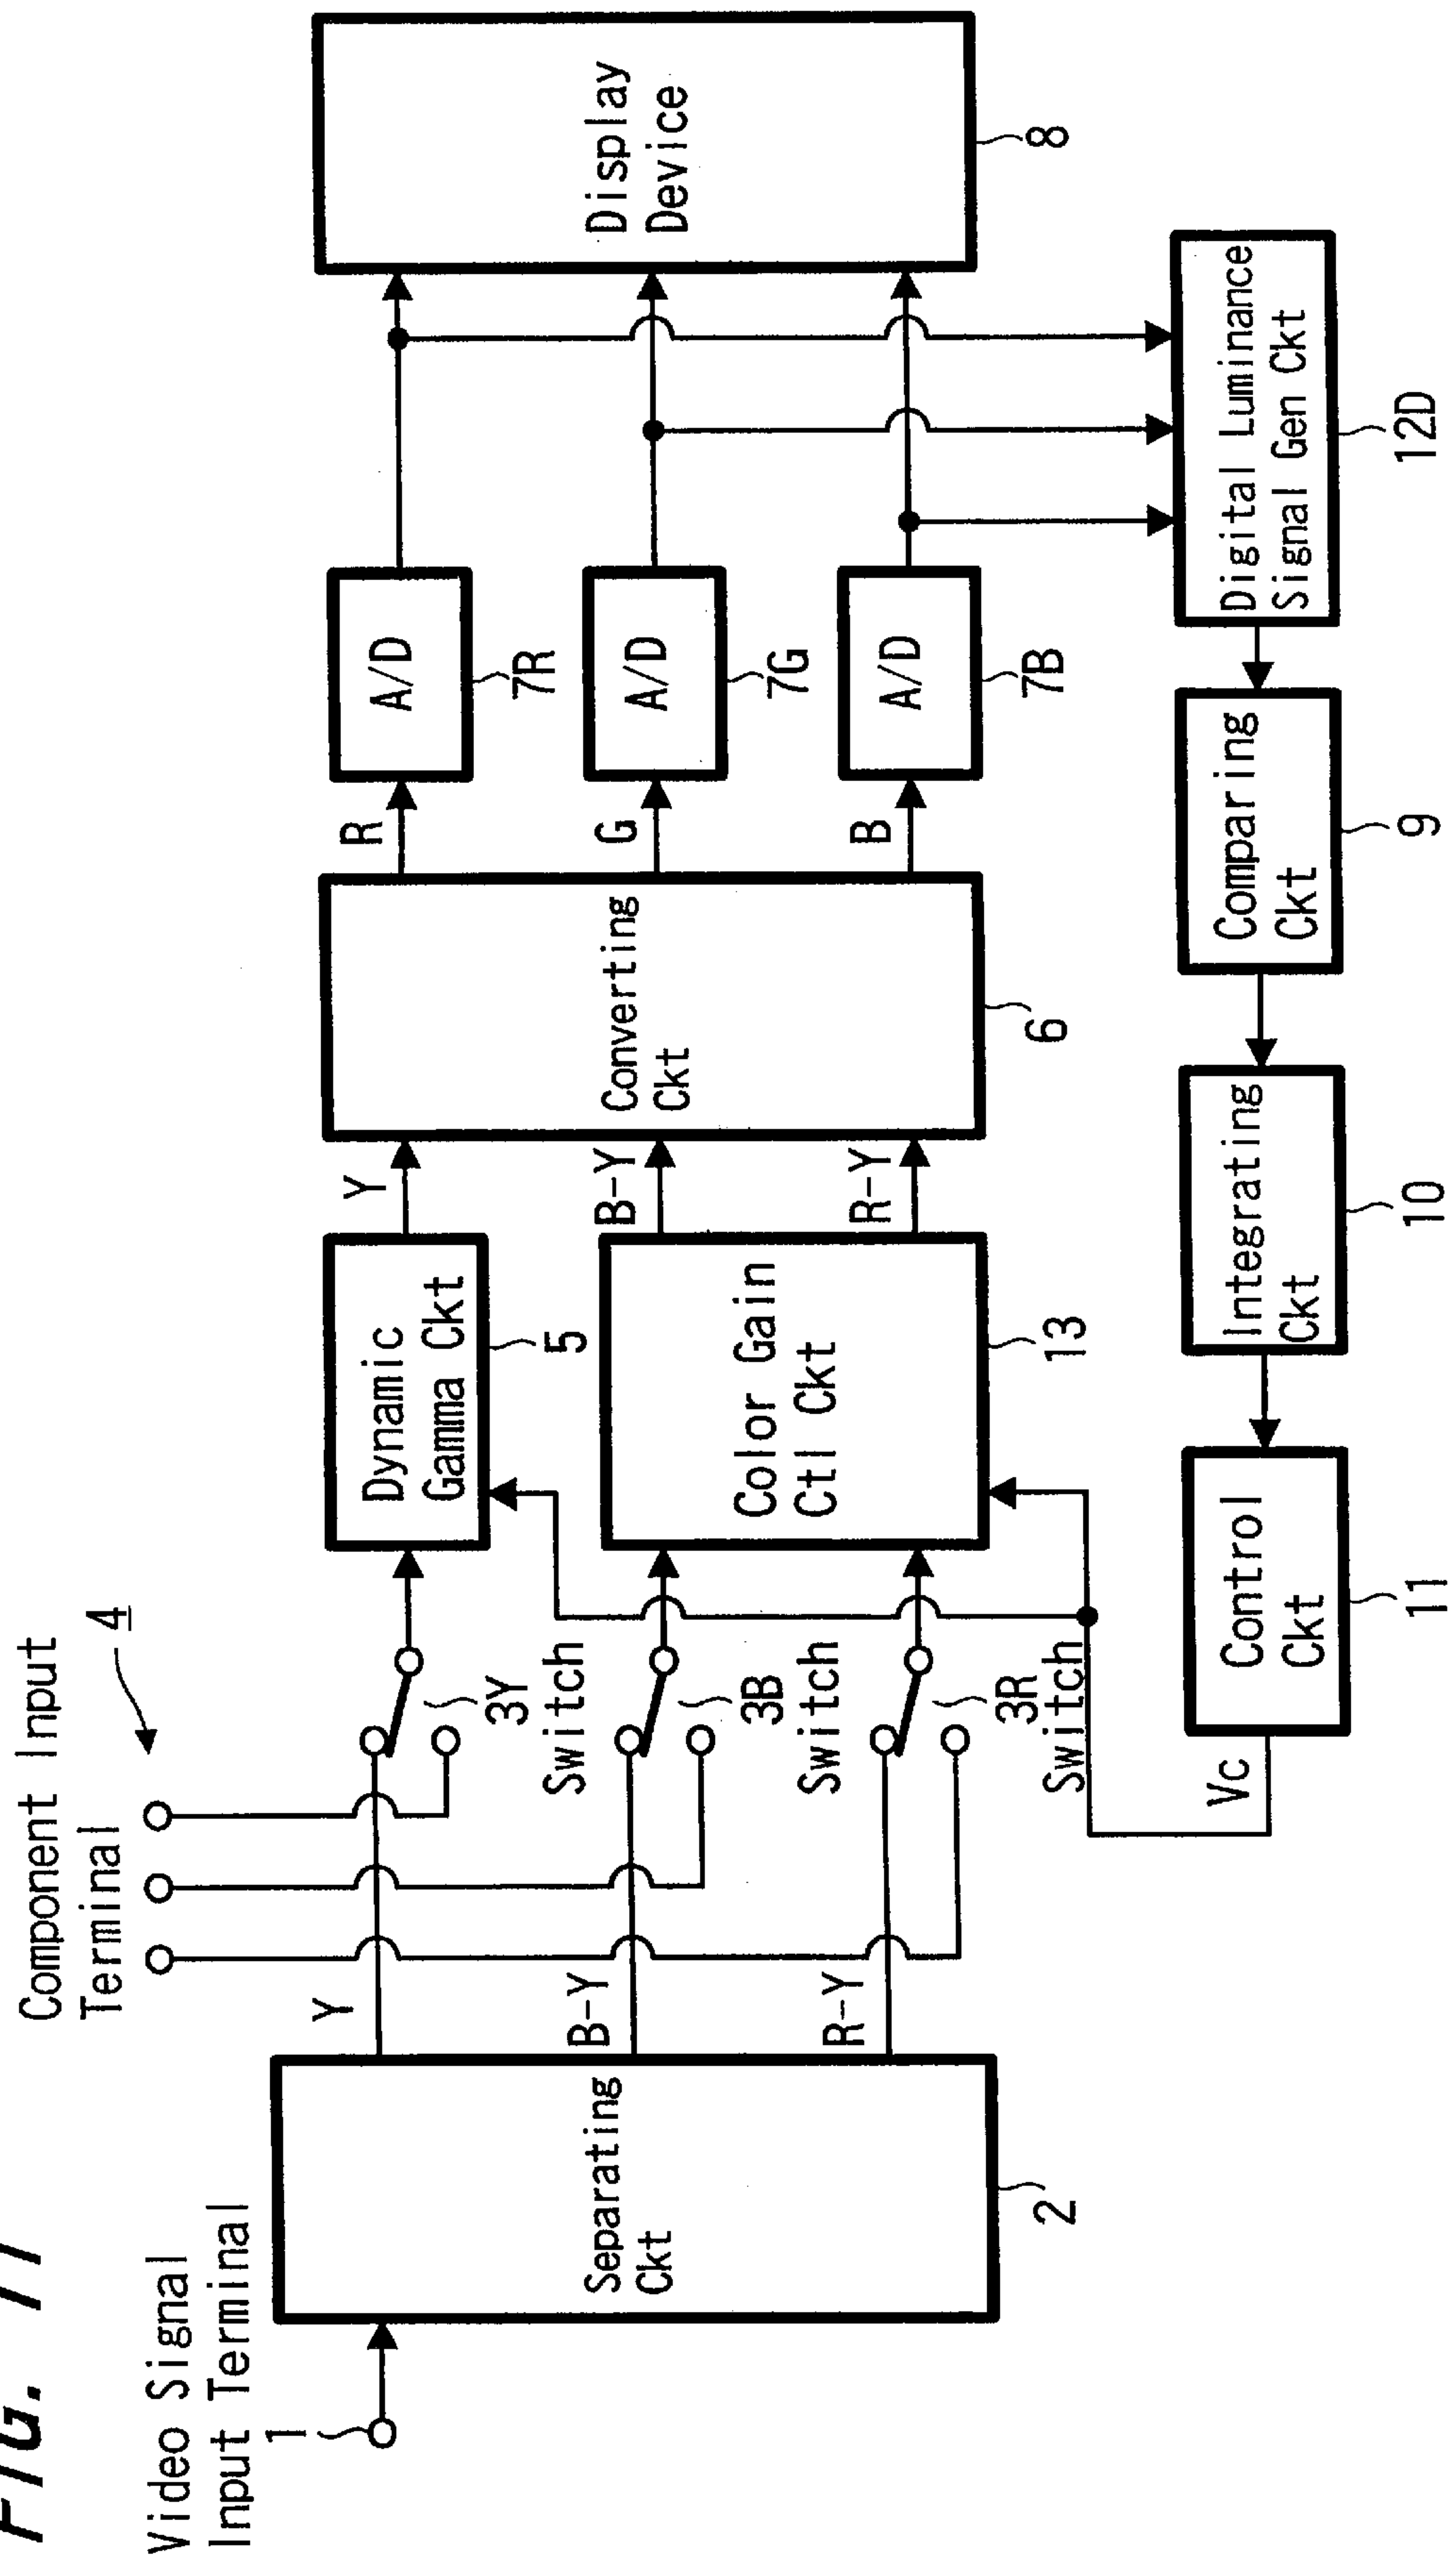 FIG. 11
Component Input
Terminal
4
Video Signal
Input Terminal
1
Separating
Ckt
2
Y
B-Y
R-Y
3Y
Switch
3B
Switch
3R
Switch
Dynamic
Gamma Ckt
5
Color Gain
Ctl Ckt
13
Y
B-Y
R-Y
Converting
Ckt
6
R
G
B
A/D
7R
A/D
7G
A/D
7B
Display
Device
8
Vc
Control
Ckt
11
Integrating
Ckt
10
Comparing
Ckt
9
Digital Luminance
Signal Gen Ckt
12D